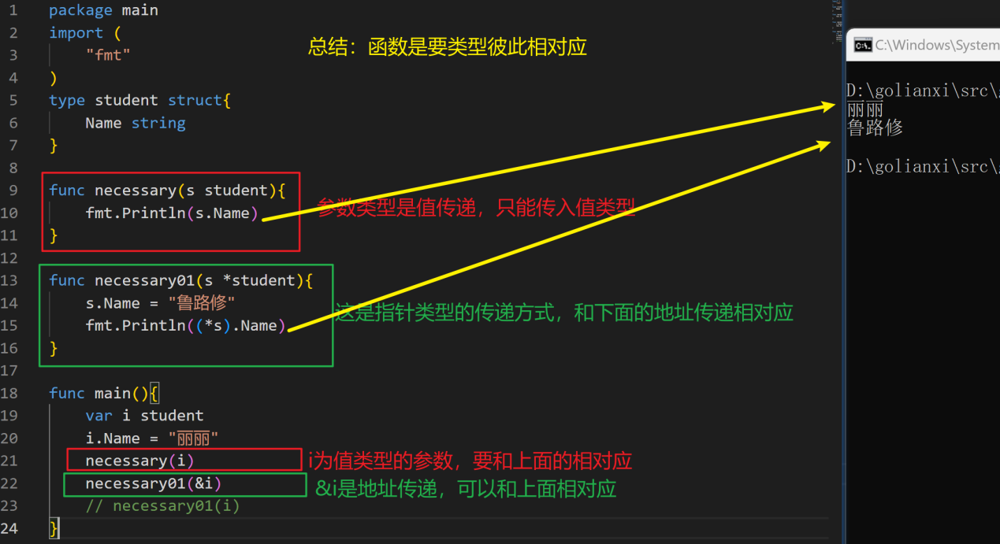 1 package main
2 import (
总结：函数是要类型彼此相对应
3 "fmt"
4 )
5 type student struct{
6 Name string
7 }
8
9 func necessary(s student){
10 fmt.Println(s.Name)
参数类型是值传递，只能传入值类型
11 }
12
13 func necessary01(s *student){
14 s.Name = "鲁路修"
这是指针类型的传递方式，和下面的地址传递相对应
15 fmt.Println((*s).Name)
16 }
17
18 func main(){
19 var i student
20 i.Name = "丽丽"
21 necessary(i)
i为值类型的参数，要和上面的相对应
22 necessary01(&i)
&i是地址传递，可以和上面相对应
23 // necessary01(i)
24 }
C:\Windows\System
D:\golianxi\src\
丽丽
鲁路修
D:\golianxi\src\